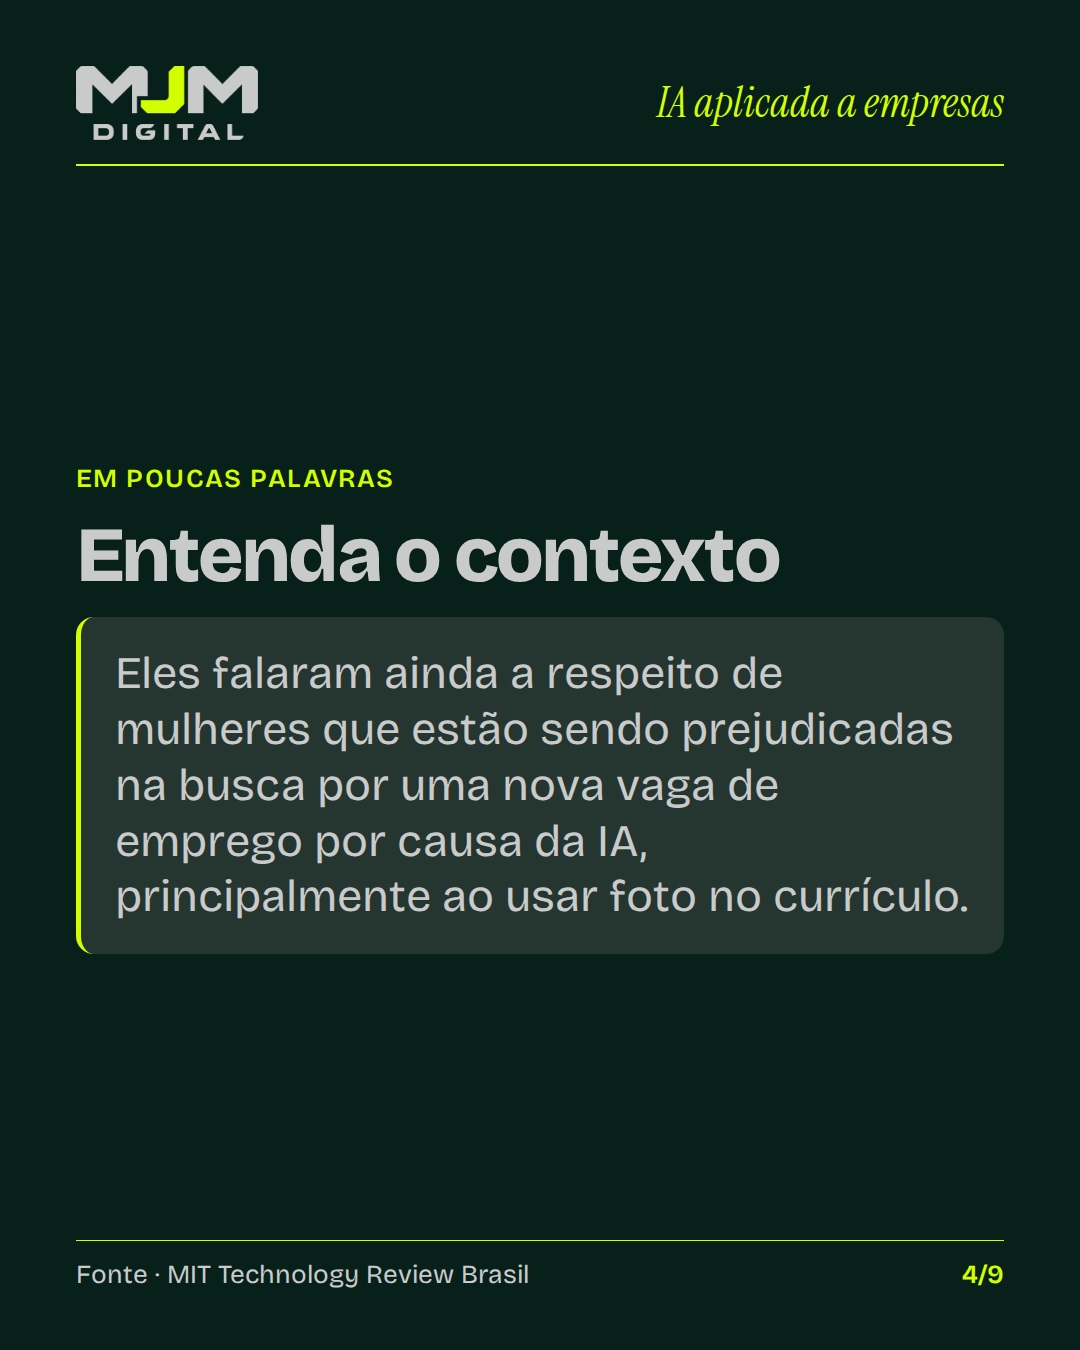 MJM
DIGITAL
IA aplicada a empresas
EM POUCAS PALAVRAS
Entenda o contexto
Eles falaram ainda a respeito de
mulheres que estão sendo prejudicadas
na busca por uma nova vaga de
emprego por causa da IA,
principalmente ao usar foto no currículo.
Fonte · MIT Technology Review Brasil
4/9